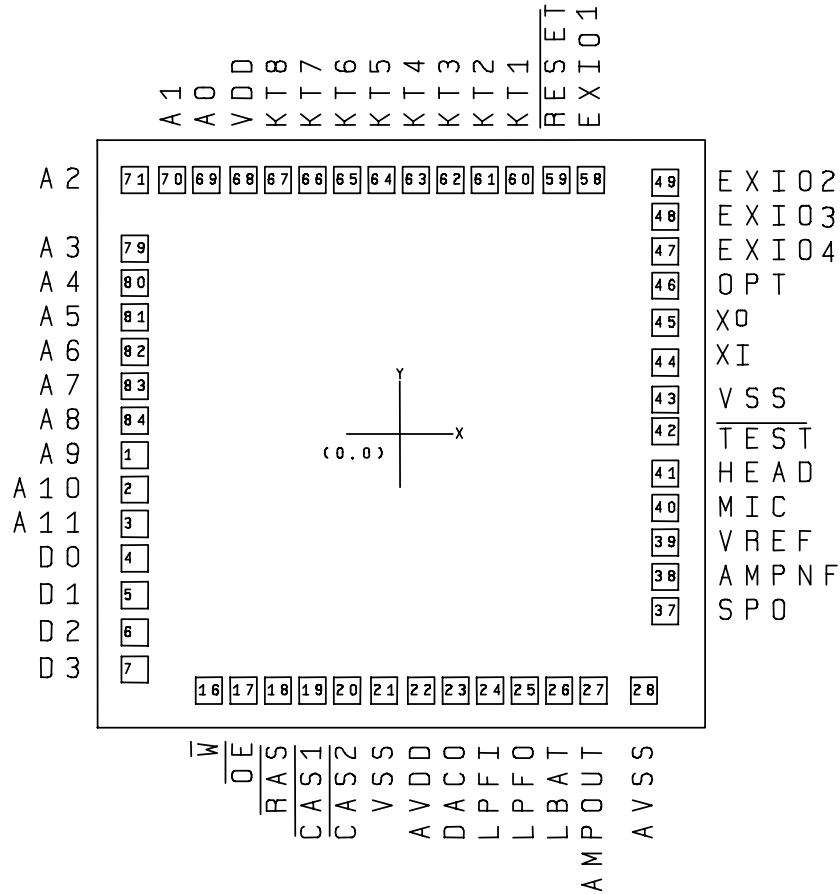 A1 A0 VDD KT8 KT7 KT6 KT5 KT4 KT3 KT2 KT1 RESET EXIO1
A2 71 70 69 68 67 66 65 64 63 62 61 60 59 58 49 EXIO2
48 EXIO3
A3 79 47 EXIO4
A4 80 46 OPT
A5 81 45 XO
A6 82 44 XI
A7 83 43 VSS
Y
A8 84 42 TEST
X
A9 1 (0.0) 41 HEAD
A10 2 40 MIC
A11 3 39 VREF
D0 4 38 AMPNF
D1 5 37 SPO
D2 6
D3 7
16 17 18 19 20 21 22 23 24 25 26 27 28
W OE RAS CAS1 CAS2 VSS AVDD DACO LPFI LPFO LBAT AMPOUT AVSS